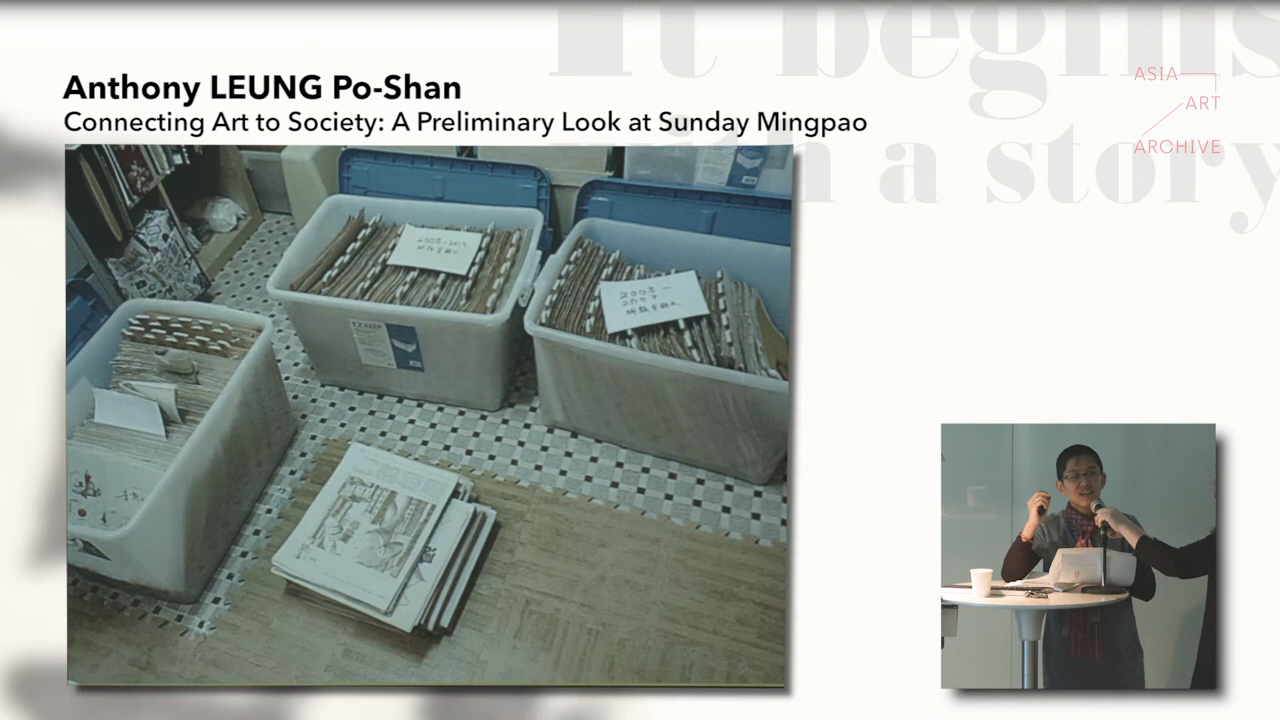 It begins
with a story
ASIA
ART
ARCHIVE
Anthony LEUNG Po-Shan
Connecting Art to Society: A Preliminary Look at Sunday Mingpao
2003 -